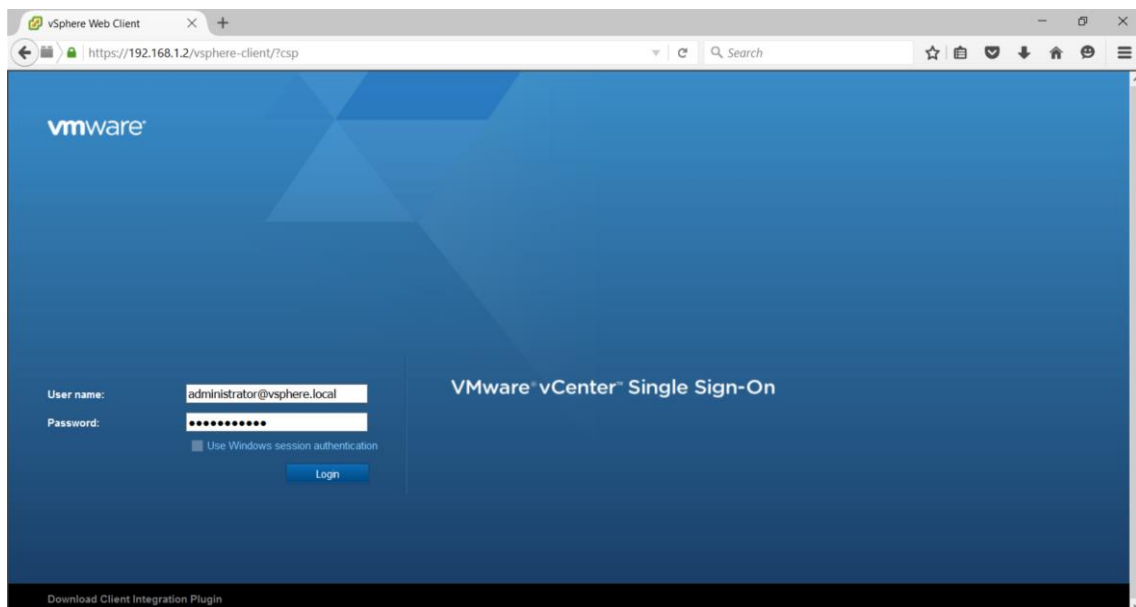 vSphere Web Client
https://192.168.1.2/vsphere-client/?csp
Search
vmware®
User name: administrator@vsphere.local
VMware® vCenter™ Single Sign-On
Password: ●●●●●●●●●●●
Use Windows session authentication
Login
Download Client Integration Plugin